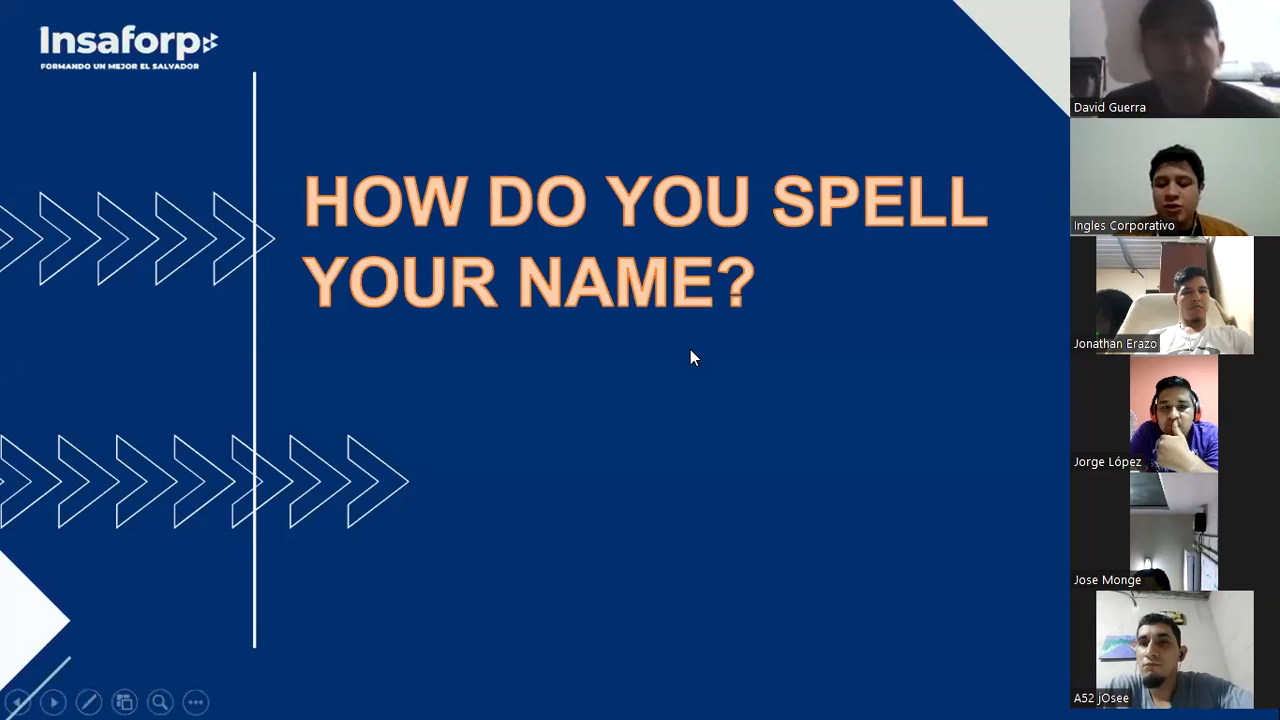 Insaforp
FORMANDO UN MEJOR EL SALVADOR
HOW DO YOU SPELL
YOUR NAME?
David Guerra
Ingles Corporativo
Jonathan Erazo
Jorge López
Jose Monge
A52 jOsee